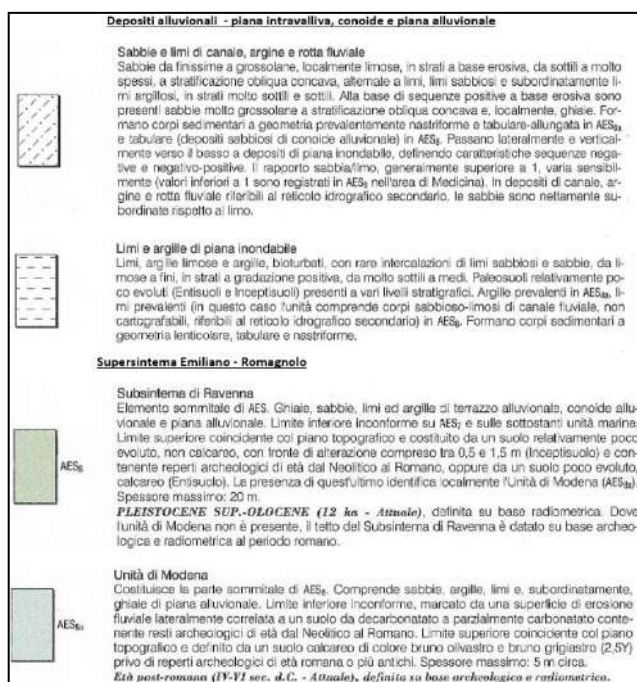 Depositi alluvionali - piana intravalliva, conoide e piana alluvionale
Sabbie e limi di canale, argine e rotta fluviale
Sabbie da finissime a grossolane, localmente limose, in strati a base erosiva, da sottili a molto
spessi, a stratificazione obliqua concava, alternate a limi, limi sabbiosi e subordinatamente li-
mi argillosi, in strati molto sottili e sottili. Alla base di sequenze positive a base erosiva sono
presenti sabbie molto grossolane a stratificazione obliqua concava e, localmente, ghiaie. For-
mano corpi sedimentari a geometria prevalentemente nastriforme e tabulare-allungata in AES8a
e tabulare (depositi sabbiosi di conoide alluvionale) in AES8. Passano lateralmente e vertical-
mente verso il basso a depositi di piana inondabile, definendo caratteristiche sequenze nega-
tive e negativo-positive. Il rapporto sabbia/limo, generalmente superiore a 1, varia sensibil-
mente (valori inferiori a 1 sono registrati in AES8 nell'area di Medicina). In depositi di canale, ar-
gine e rotta fluviale riferibili al reticolo idrografico secondario, le sabbie sono nettamente su-
bordinate rispetto al limo.
Limi e argille di piana inondabile
Limi, argille limose e argille, bioturbati, con rare intercalazioni di limi sabbiosi e sabbie, da li-
mose a fini, in strati a gradazione positiva, da molto sottili a medi. Paleosuoli relativamente po-
co evoluti (Entisuoli e Inceptisuoli) presenti a vari livelli stratigrafici. Argille prevalenti in AES8a, li-
mi prevalenti (in questo caso l'unità comprende corpi sabbioso-limosi di canale fluviale, non
cartografabili, riferibili al reticolo idrografico secondario) in AES8. Formano corpi sedimentari a
geometria lenticolare, tabulare e nastriforme.
Supersintema Emiliano - Romagnolo
Subsintema di Ravenna
Elemento sommitale di AES. Ghiaie, sabbie, limi ed argille di terrazzo alluvionale, conoide allu-
vionale e piana alluvionale. Limite inferiore inconforme su AES7 e sulle sottostanti unità marine.
Limite superiore coincidente col piano topografico e costituito da un suolo relativamente poco
evoluto, non calcareo, con fronte di alterazione compreso tra 0,5 e 1,5 m (Inceptisuolo) e con-
tenente reperti archeologici di età dal Neolitico al Romano, oppure da un suolo poco evoluto,
calcareo (Entisuolo). La presenza di quest'ultimo identifica localmente l'Unità di Modena (AES8a).
Spessore massimo: 20 m.
AES8
PLEISTOCENE SUP.-OLOCENE (12 ka - Attuale), definita su base radiometrica. Dove
l'unità di Modena non è presente, il tetto del Subsintema di Ravenna è datato su base archeo-
logica e radiometrica al periodo romano.
Unità di Modena
Costituisce la parte sommitale di AES8. Comprende sabbie, argille, limi e, subordinatamente,
ghiaie di piana alluvionale. Limite inferiore inconforme, marcato da una superficie di erosione
fluviale lateralmente correlata a un suolo da decarbonatato a parzialmente carbonatato conte-
nente resti archeologici di età dal Neolitico al Romano. Limite superiore coincidente col piano
AES8a
topografico e definito da un suolo calcareo di colore bruno olivastro e bruno grigiastro (2,5Y)
privo di reperti archeologici di età romana o più antichi. Spessore massimo: 5 m circa.
Età post-romana (IV-VI sec. d.C. - Attuale), definita su base archeologica e radiometrica.